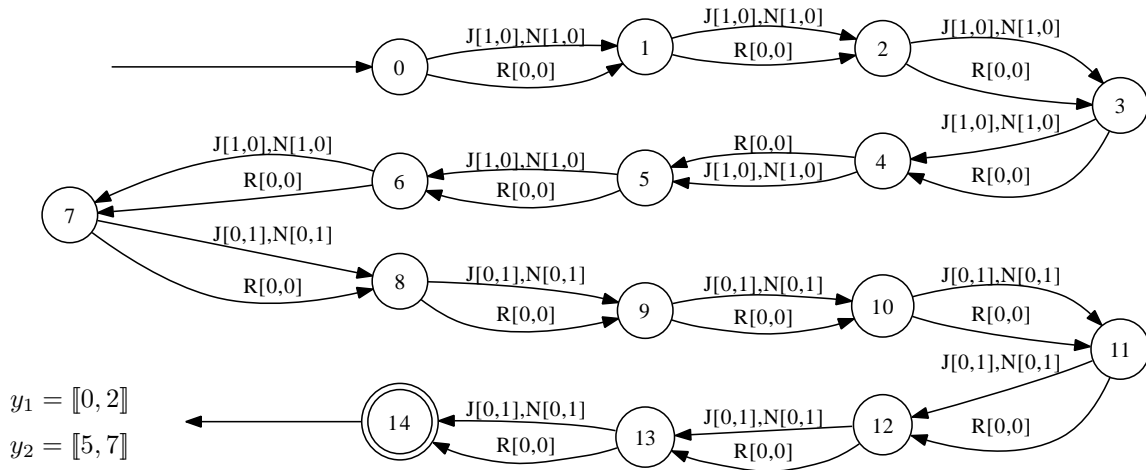 J[1,0],N[1,0]
R[0,0]
J[1,0],N[1,0]
R[0,0]
J[1,0],N[1,0]
R[0,0]
0
1
2
3
J[1,0],N[1,0]
R[0,0]
J[1,0],N[1,0]
R[0,0]
R[0,0]
J[1,0],N[1,0]
J[1,0],N[1,0]
R[0,0]
7
6
5
4
J[0,1],N[0,1]
R[0,0]
J[0,1],N[0,1]
R[0,0]
J[0,1],N[0,1]
R[0,0]
J[0,1],N[0,1]
R[0,0]
8
9
10
11
J[0,1],N[0,1]
R[0,0]
J[0,1],N[0,1]
R[0,0]
J[0,1],N[0,1]
R[0,0]
14
13
12
y₁ = ⟦0, 2⟧
y₂ = ⟦5, 7⟧